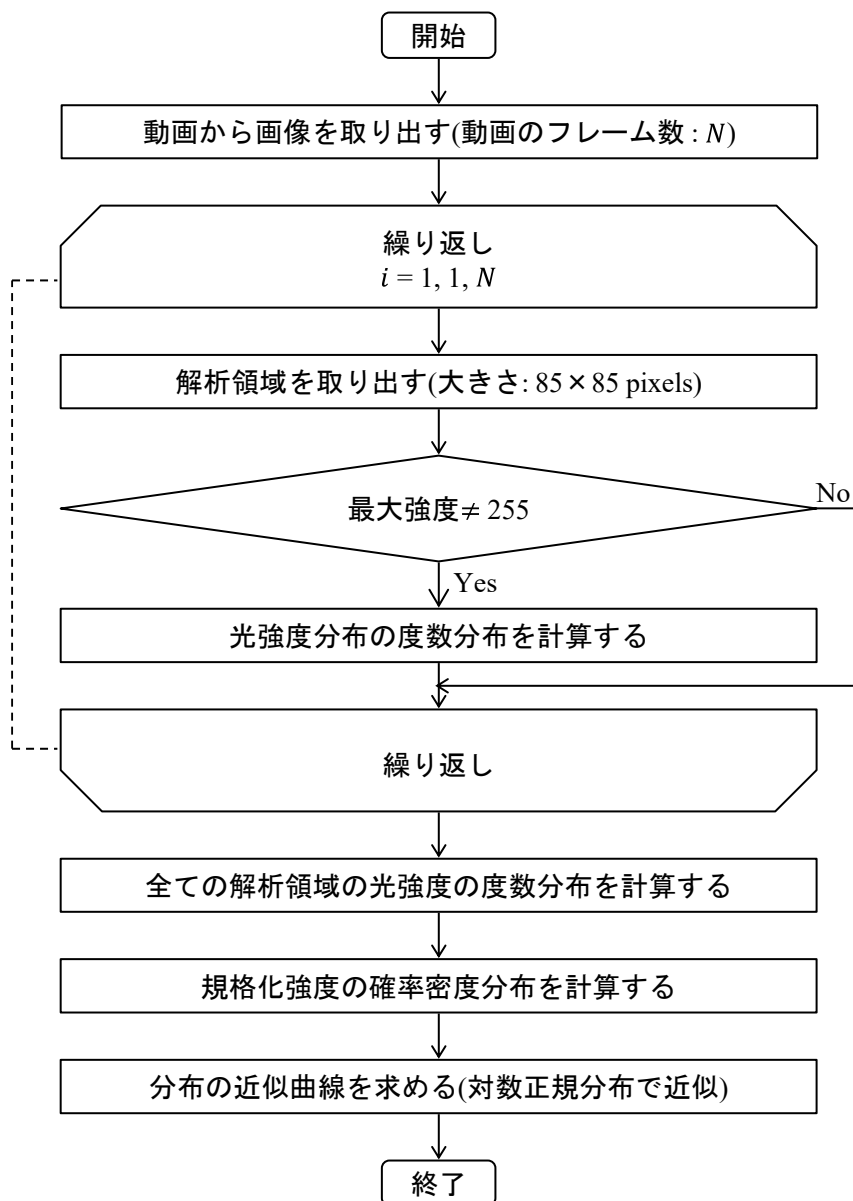 開始
動画から画像を取り出す(動画のフレーム数 : N)
繰り返し
i = 1, 1, N
解析領域を取り出す(大きさ: 85×85 pixels)
最大強度≠ 255
No
Yes
光強度分布の度数分布を計算する
繰り返し
全ての解析領域の光強度の度数分布を計算する
規格化強度の確率密度分布を計算する
分布の近似曲線を求める(対数正規分布で近似)
終了